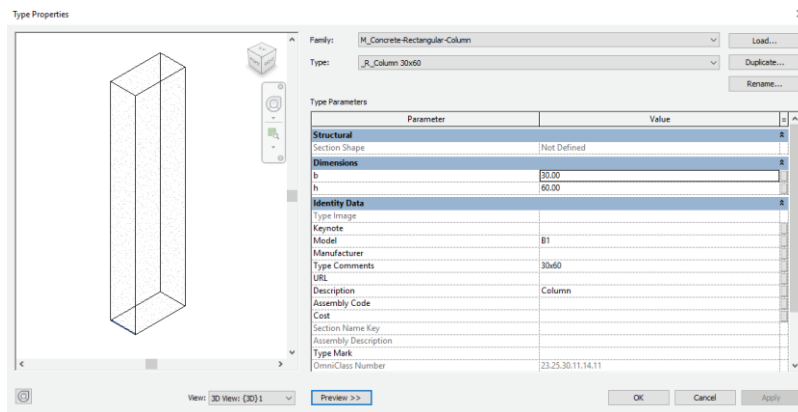 Type Properties
Family: M_Concrete-Rectangular-Column Load...
Type: _R_Column 30x60 Duplicate...
Rename...
Type Parameters
Parameter Value =
Structural
Section Shape Not Defined
Dimensions
b 30.00
h 60.00
Identity Data
Type Image
Keynote
Model B1
Manufacturer
Type Comments 30x60
URL
Description Column
Assembly Code
Cost
Section Name Key
Assembly Description
Type Mark
OmniClass Number 23.25.30.11.14.11
View: 3D View: {3D}1 Preview >> OK Cancel Apply